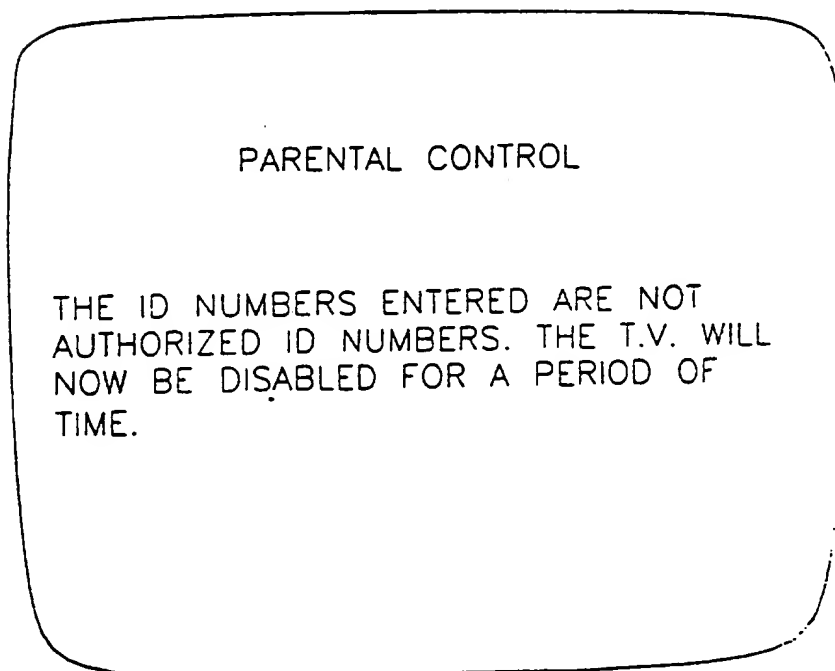 PARENTAL CONTROL
THE ID NUMBERS ENTERED ARE NOT
AUTHORIZED ID NUMBERS. THE T.V. WILL
NOW BE DISABLED FOR A PERIOD OF
TIME.